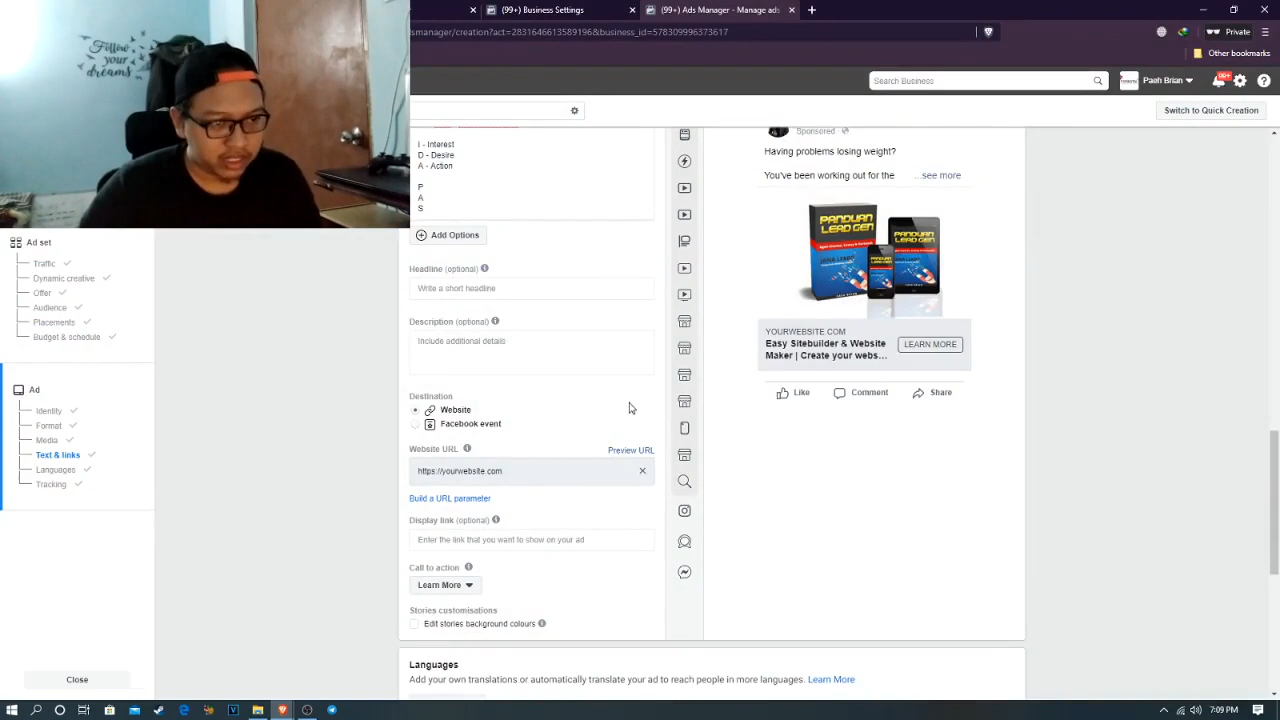 (99+) Business Settings
(99+) Ads Manager - Manage ads
smanager/creation?act=2831646613589196&business_id=578309996373617
Private
Other bookmarks
Follow
your
dreams
Search Business
Paeh Brian
99+
Switch to Quick Creation
I - Interest
D - Desire
A - Action
P
A
S
Add Options
Headline (optional)
Write a short headline
Description (optional)
Include additional details
Destination
Website
Facebook event
Website URL
Preview URL
https://yourwebsite.com
Build a URL parameter
Display link (optional)
Enter the link that you want to show on your ad
Call to action
Learn More
Stories customisations
Edit stories background colours
Languages
Add your own translations or automatically translate your ad to reach people in more languages. Learn More
Sponsored
Having problems losing weight?
You've been working out for the ...see more
PANDUAN
LEAD GEN
PANDUAN
LEAD GEN
YOURWEBSITE.COM
Easy Sitebuilder & Website
Maker | Create your webs...
LEARN MORE
Like
Comment
Share
Ad set
Traffic
Dynamic creative
Offer
Audience
Placements
Budget & schedule
Ad
Identity
Format
Media
Text & links
Languages
Tracking
Close
7:09 PM